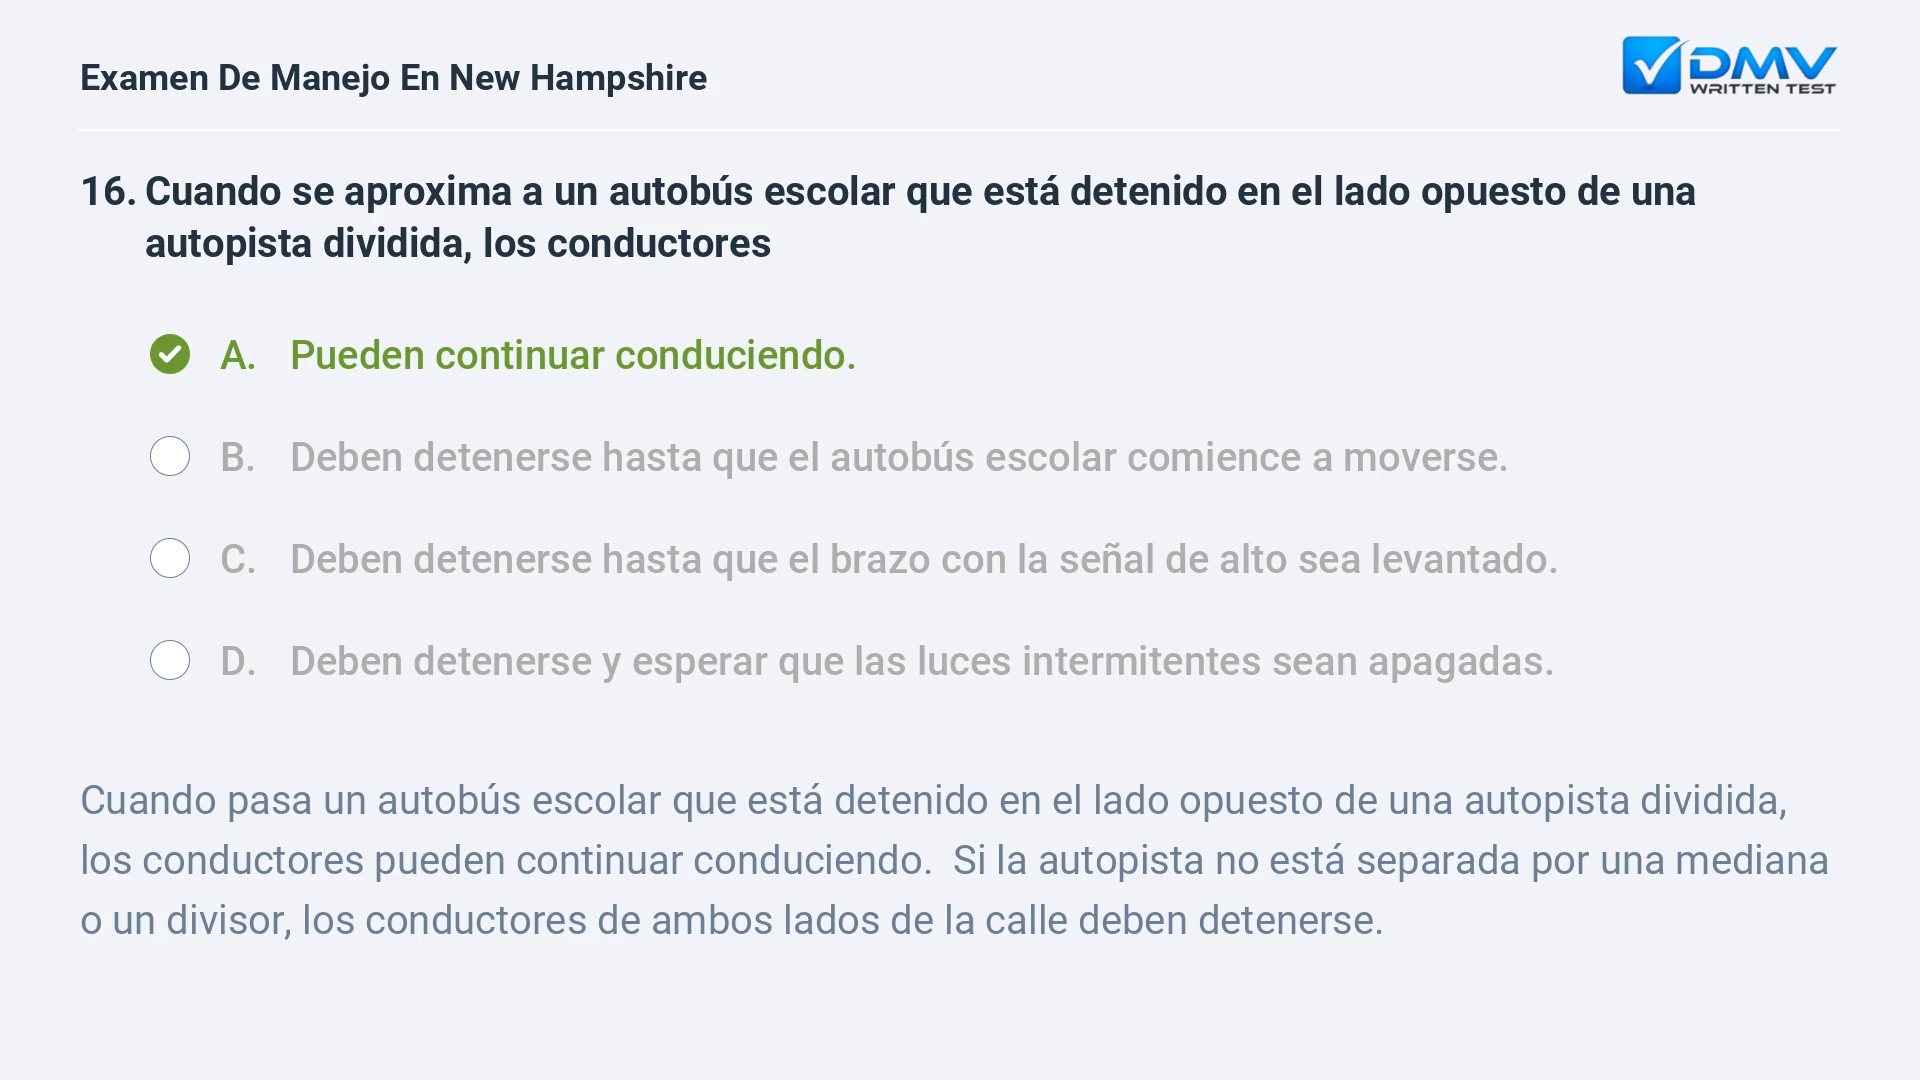 Examen De Manejo En New Hampshire
DMV
WRITTEN TEST
16. Cuando se aproxima a un autobús escolar que está detenido en el lado opuesto de una
autopista dividida, los conductores
A. Pueden continuar conduciendo.
B. Deben detenerse hasta que el autobús escolar comience a moverse.
C. Deben detenerse hasta que el brazo con la señal de alto sea levantado.
D. Deben detenerse y esperar que las luces intermitentes sean apagadas.
Cuando pasa un autobús escolar que está detenido en el lado opuesto de una autopista dividida,
los conductores pueden continuar conduciendo.  Si la autopista no está separada por una mediana
o un divisor, los conductores de ambos lados de la calle deben detenerse.